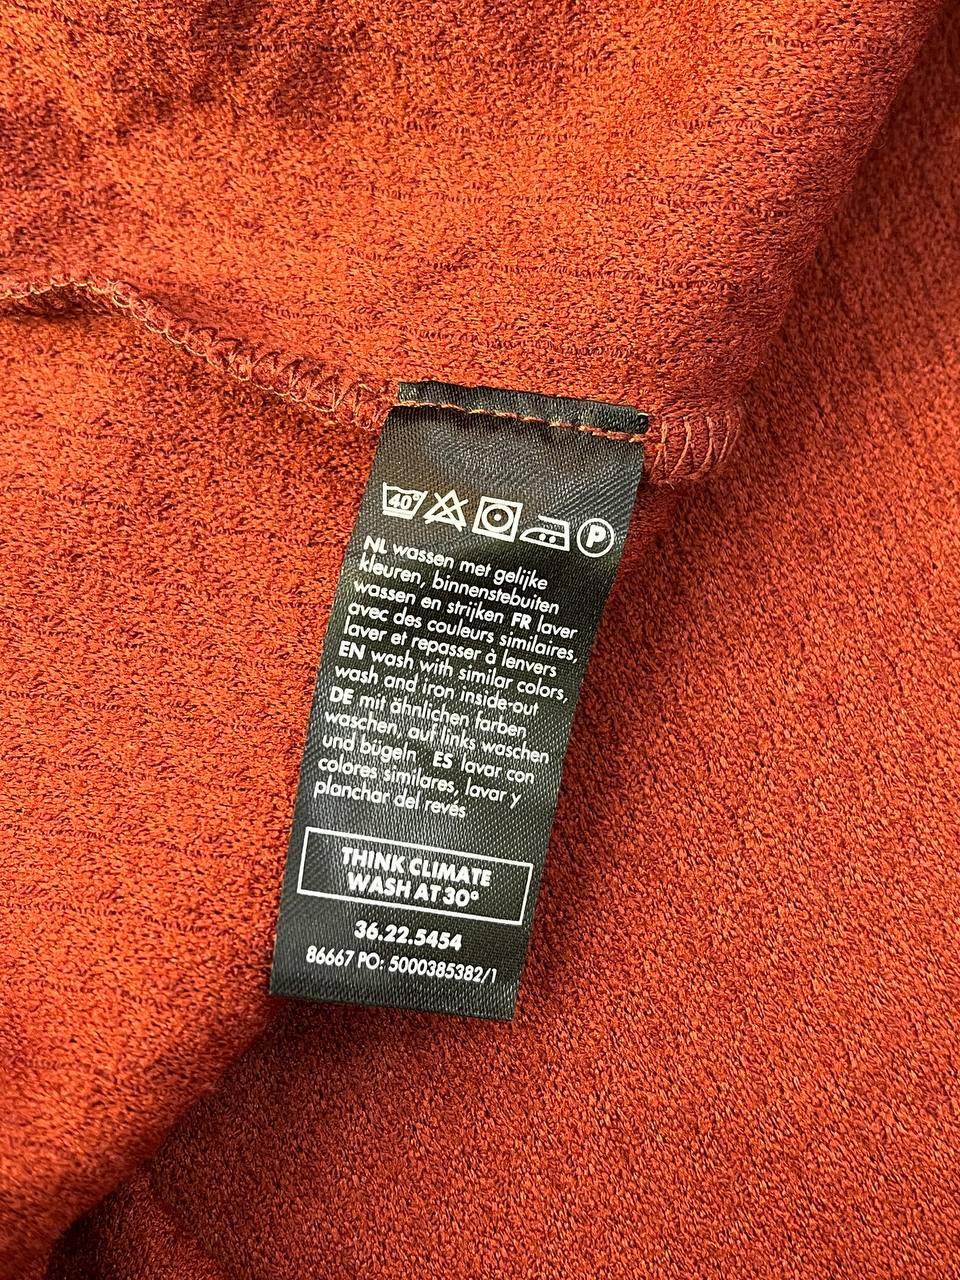 40° P
NL wassen met gelijke
kleuren, binnenstebuiten
wassen en strijken FR laver
avec des couleurs similaires,
laver et repasser à lenvers
EN wash with similar colors,
wash and iron inside-out
DE mit ähnlichen farben
waschen, auf links waschen
und bügeln ES lavar con
colores similares, lavar y
planchar del revés
THINK CLIMATE
WASH AT 30°
36.22.5454
86667 PO: 5000385382/1